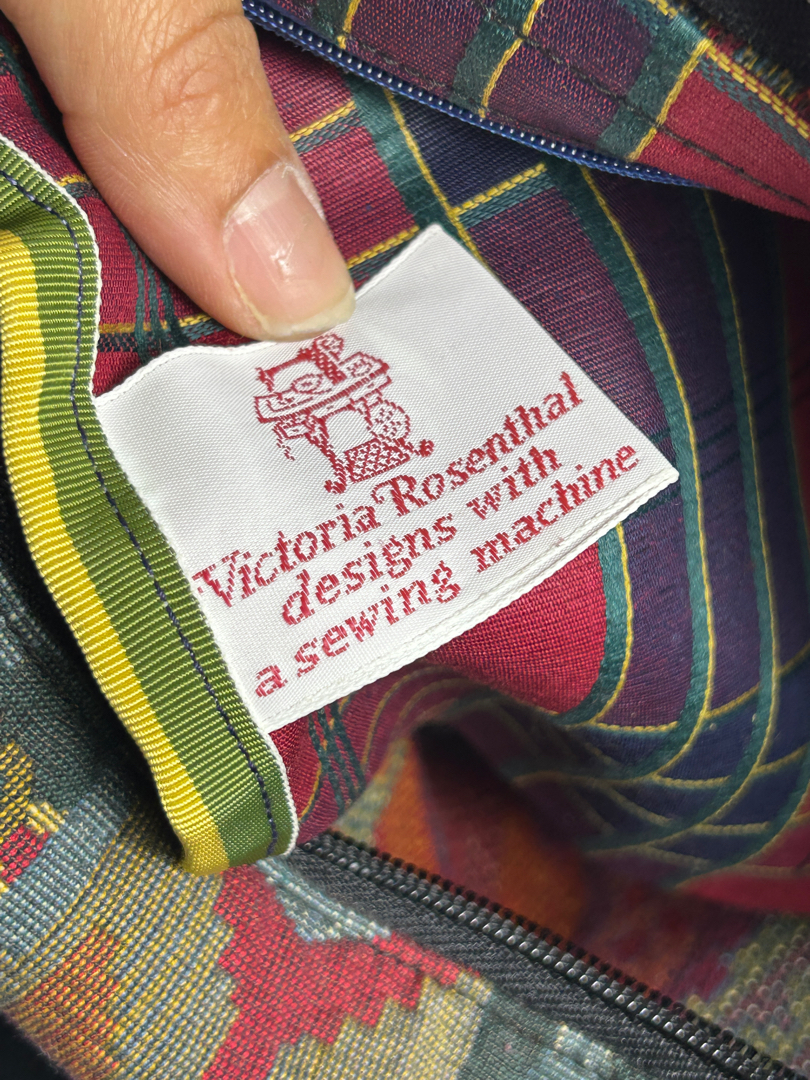 Victoria Rosenthal
designs with
a sewing machine